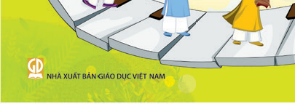 NHÀ XUẤT BẢN GIÁO DỤC VIỆT NAM